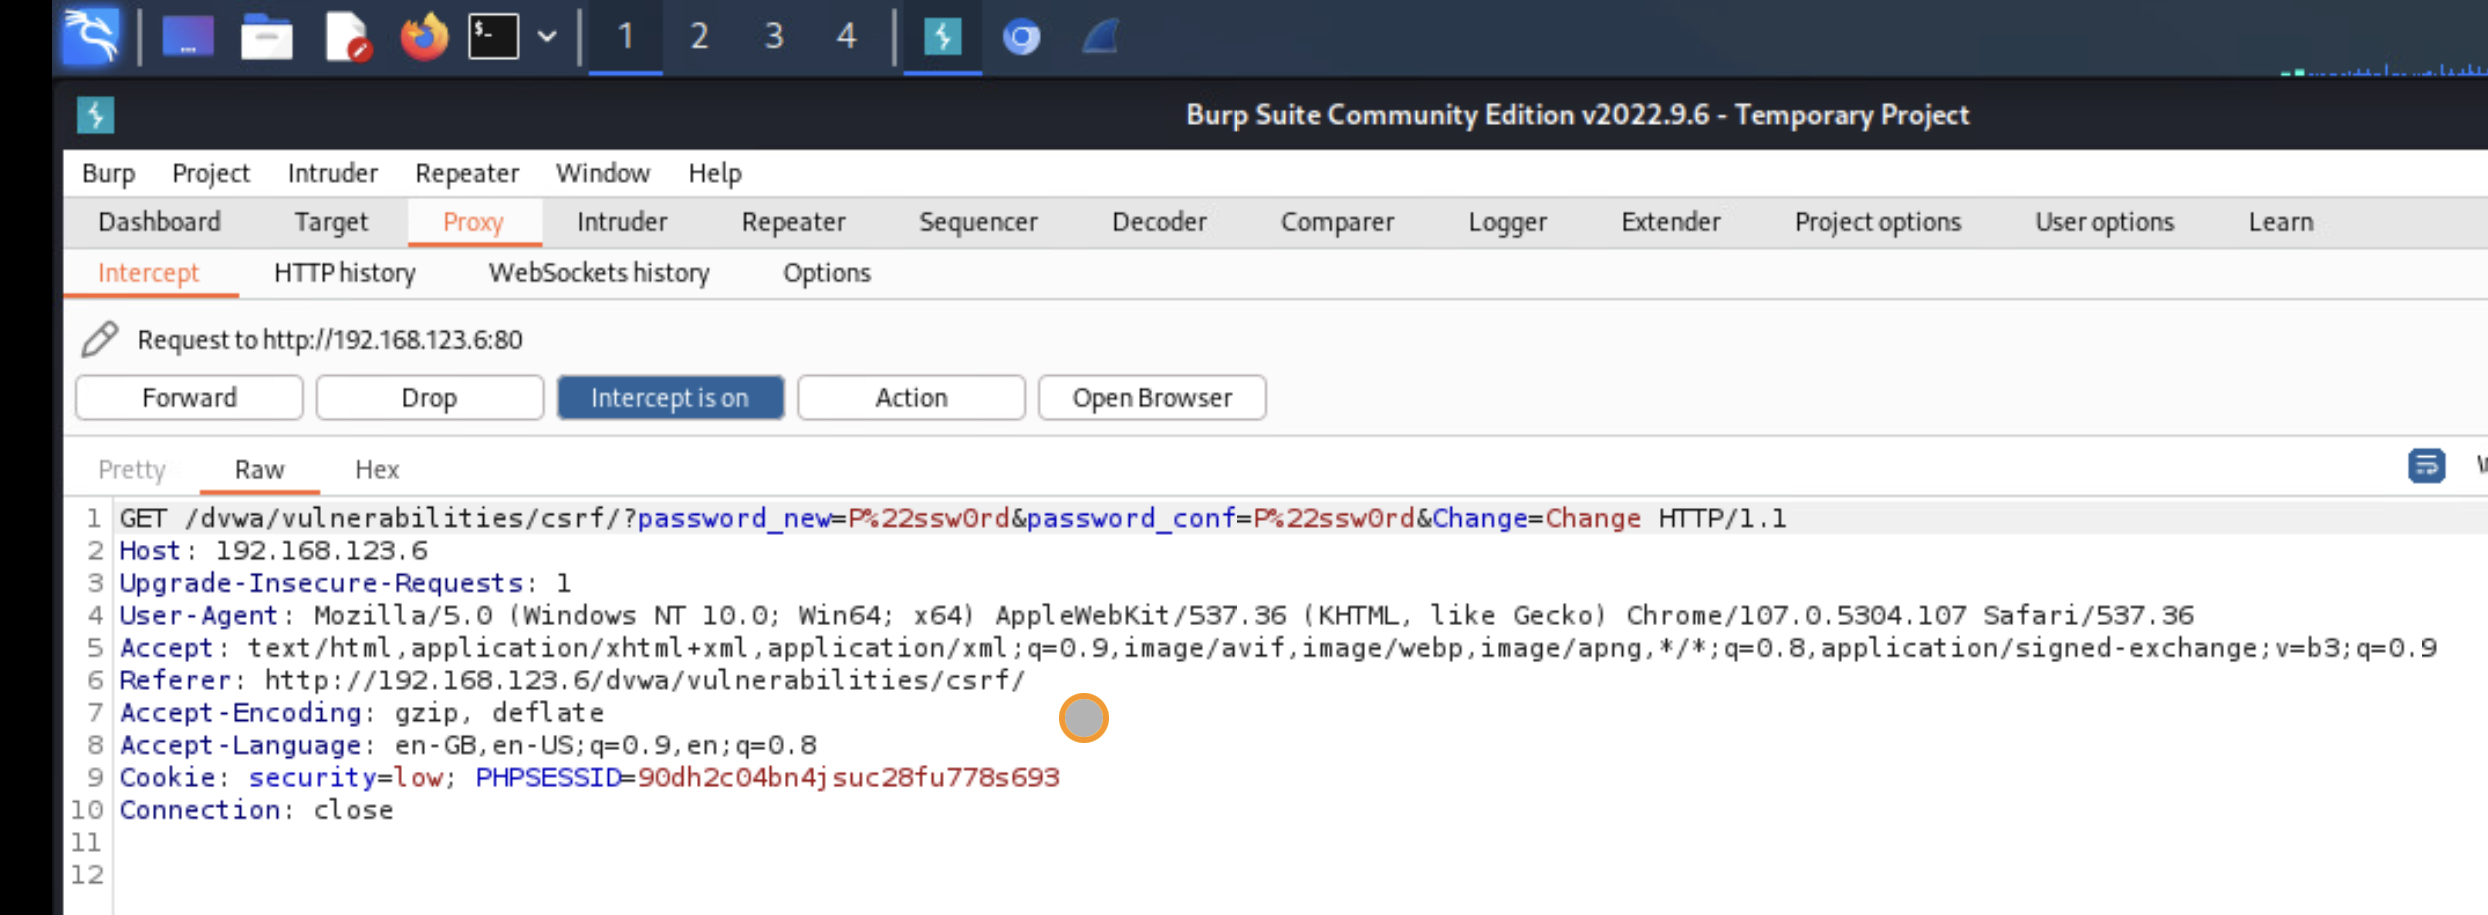 1 2 3 4
Burp Suite Community Edition v2022.9.6 - Temporary Project
Burp Project Intruder Repeater Window Help
Dashboard Target Proxy Intruder Repeater Sequencer Decoder Comparer Logger Extender Project options User options Learn
Intercept HTTP history WebSockets history Options
Request to http://192.168.123.6:80
Forward Drop Intercept is on Action Open Browser
Pretty Raw Hex
1 GET /dvwa/vulnerabilities/csrf/?password_new=P%22ssw0rd&password_conf=P%22ssw0rd&Change=Change HTTP/1.1
2 Host: 192.168.123.6
3 Upgrade-Insecure-Requests: 1
4 User-Agent: Mozilla/5.0 (Windows NT 10.0; Win64; x64) AppleWebKit/537.36 (KHTML, like Gecko) Chrome/107.0.5304.107 Safari/537.36
5 Accept: text/html,application/xhtml+xml,application/xml;q=0.9,image/avif,image/webp,image/apng,*/*;q=0.8,application/signed-exchange;v=b3;q=0.9
6 Referer: http://192.168.123.6/dvwa/vulnerabilities/csrf/
7 Accept-Encoding: gzip, deflate
8 Accept-Language: en-GB,en-US;q=0.9,en;q=0.8
9 Cookie: security=low; PHPSESSID=90dh2c04bn4jsuc28fu778s693
10 Connection: close
11
12